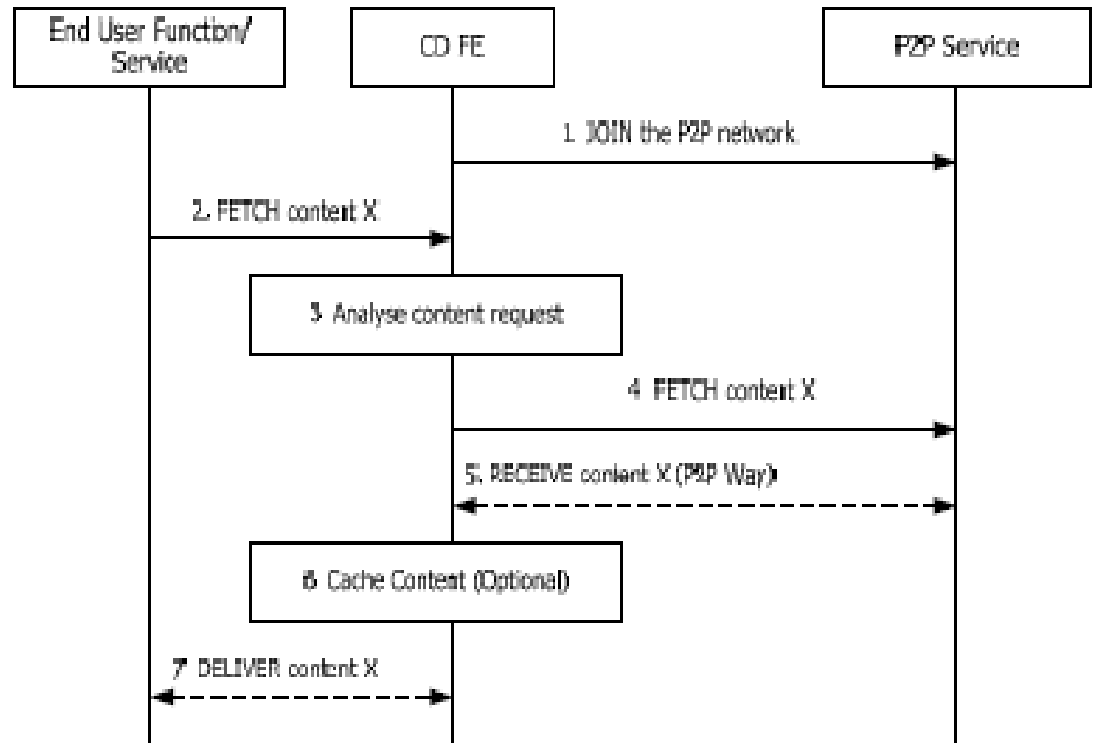 End User Function/
Service
CD FE
P2P Service
1. JOIN the P2P network
2. FETCH content X
3 Analyse content request
4 FETCH content X
5. RECEIVE content X (P2P Way)
6 Cache Content (Optional)
7 DELIVER content X